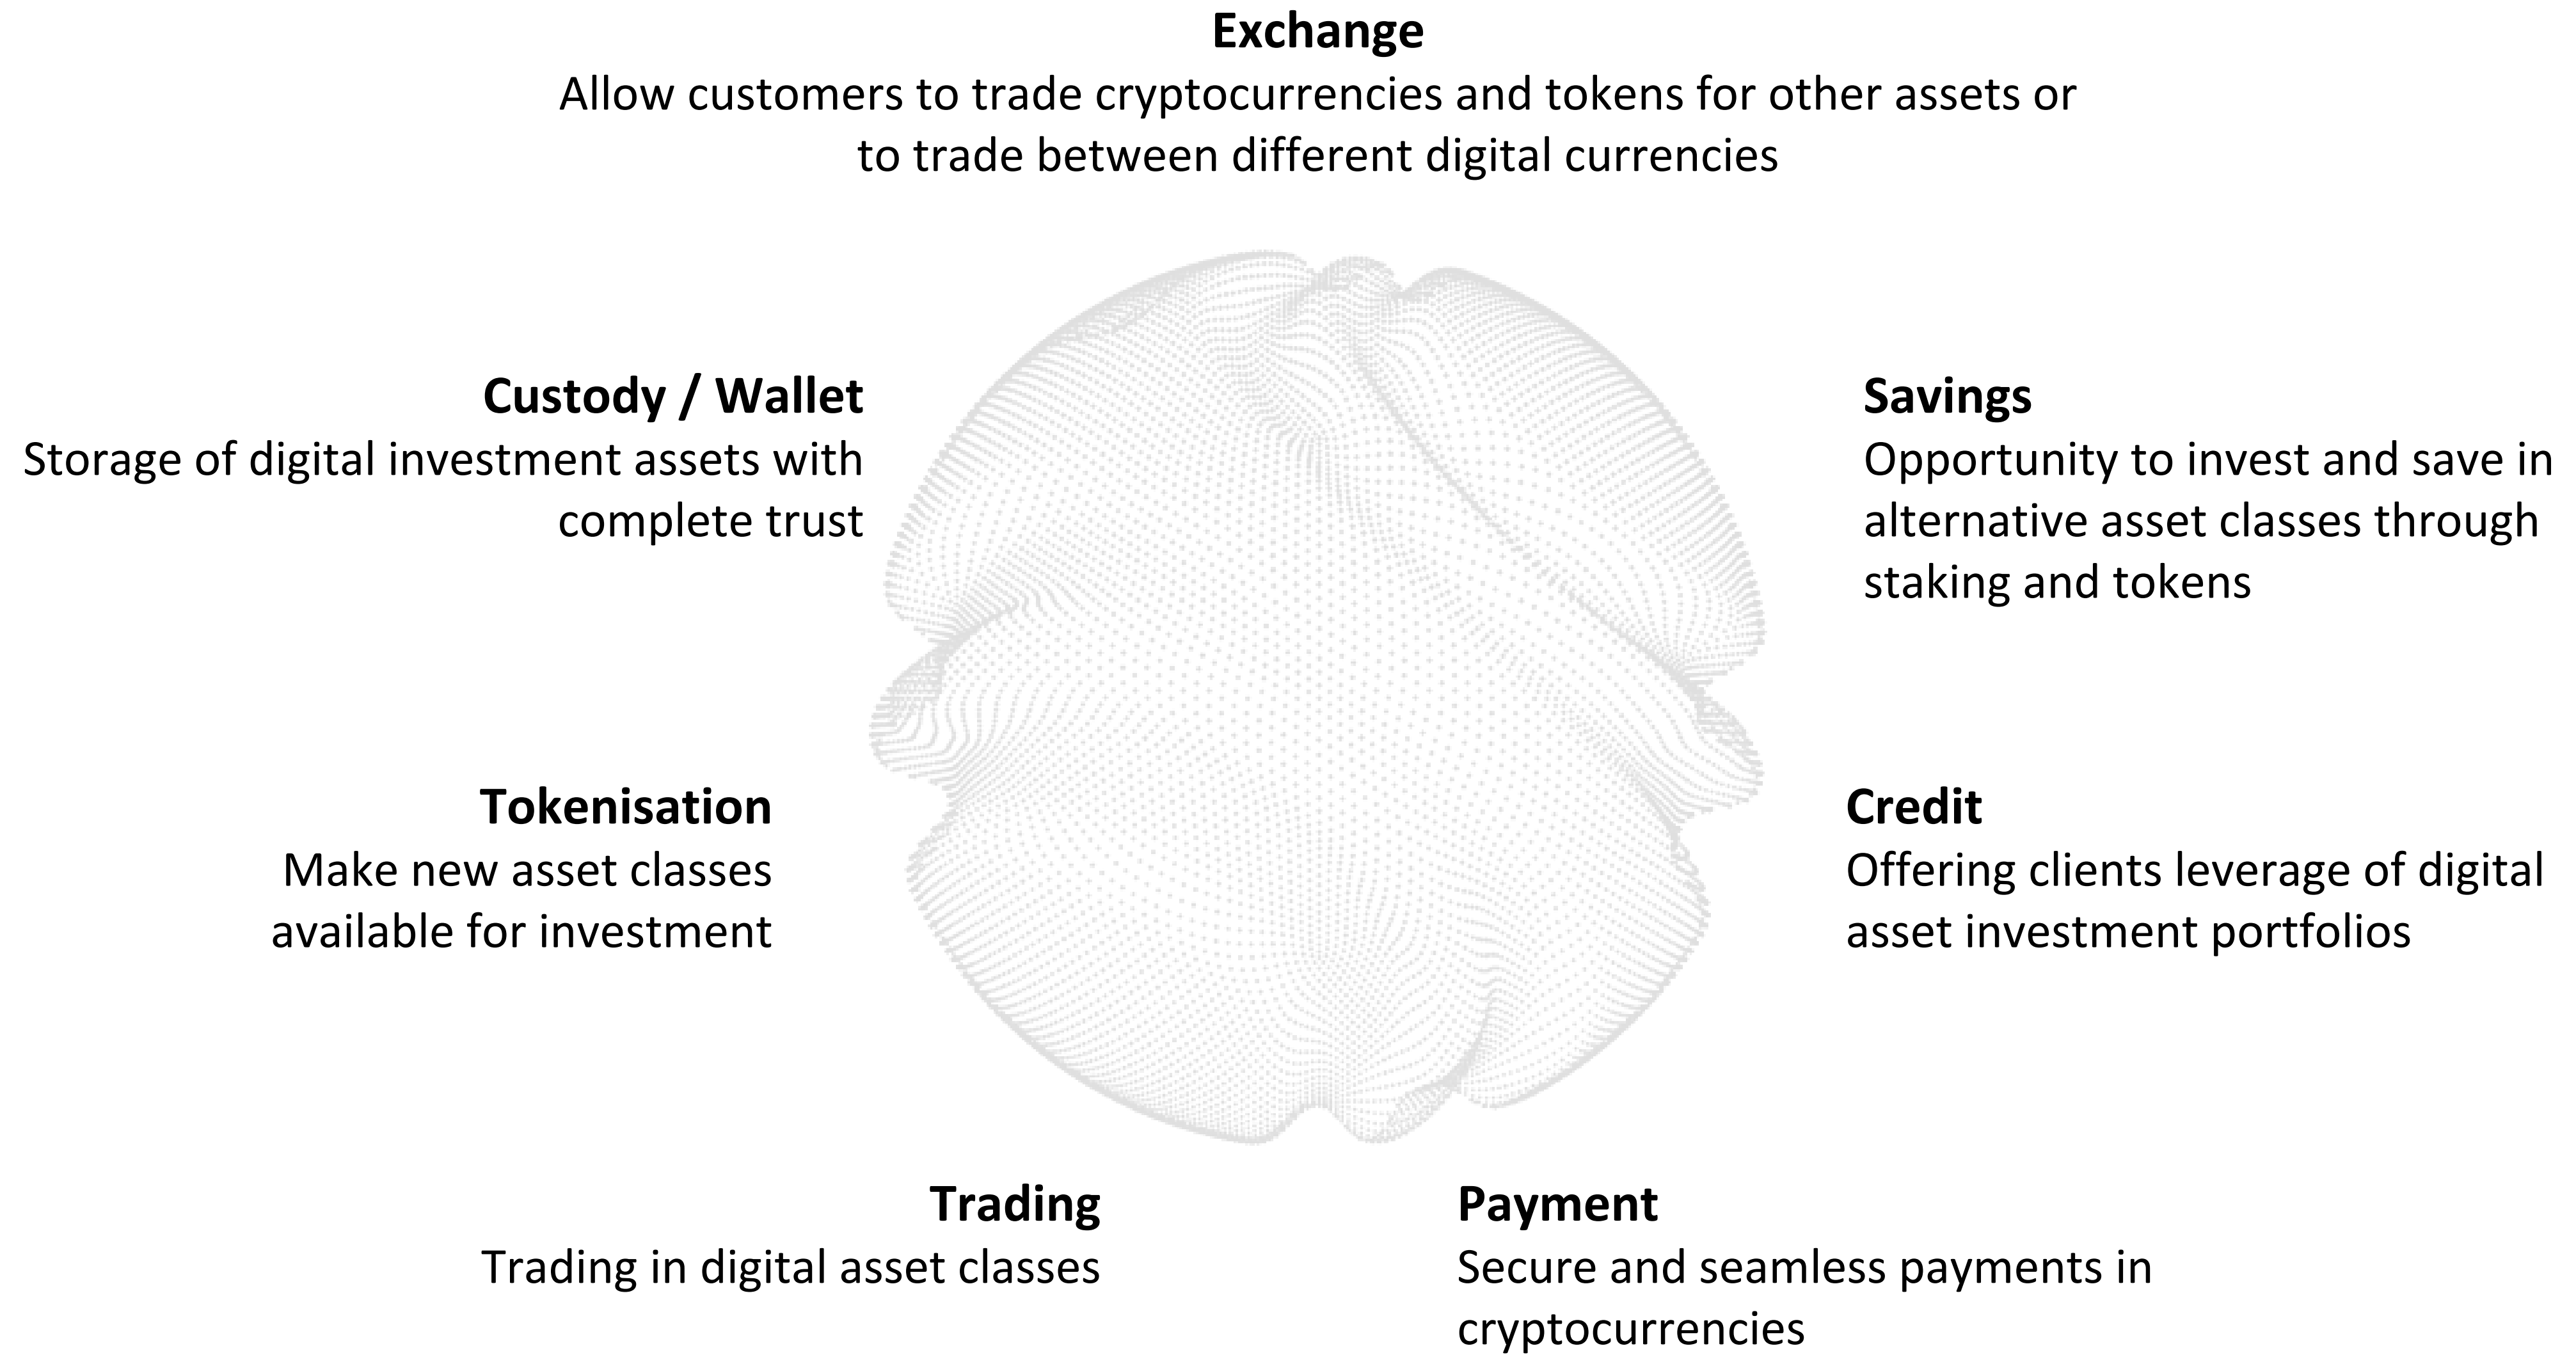 Exchange
Allow customers to trade cryptocurrencies and tokens for other assets or
to trade between different digital currencies
Custody / Wallet
Storage of digital investment assets with
complete trust
Savings
Opportunity to invest and save in
alternative asset classes through
staking and tokens
Tokenisation
Make new asset classes
available for investment
Credit
Offering clients leverage of digital
asset investment portfolios
Trading
Trading in digital asset classes
Payment
Secure and seamless payments in
cryptocurrencies